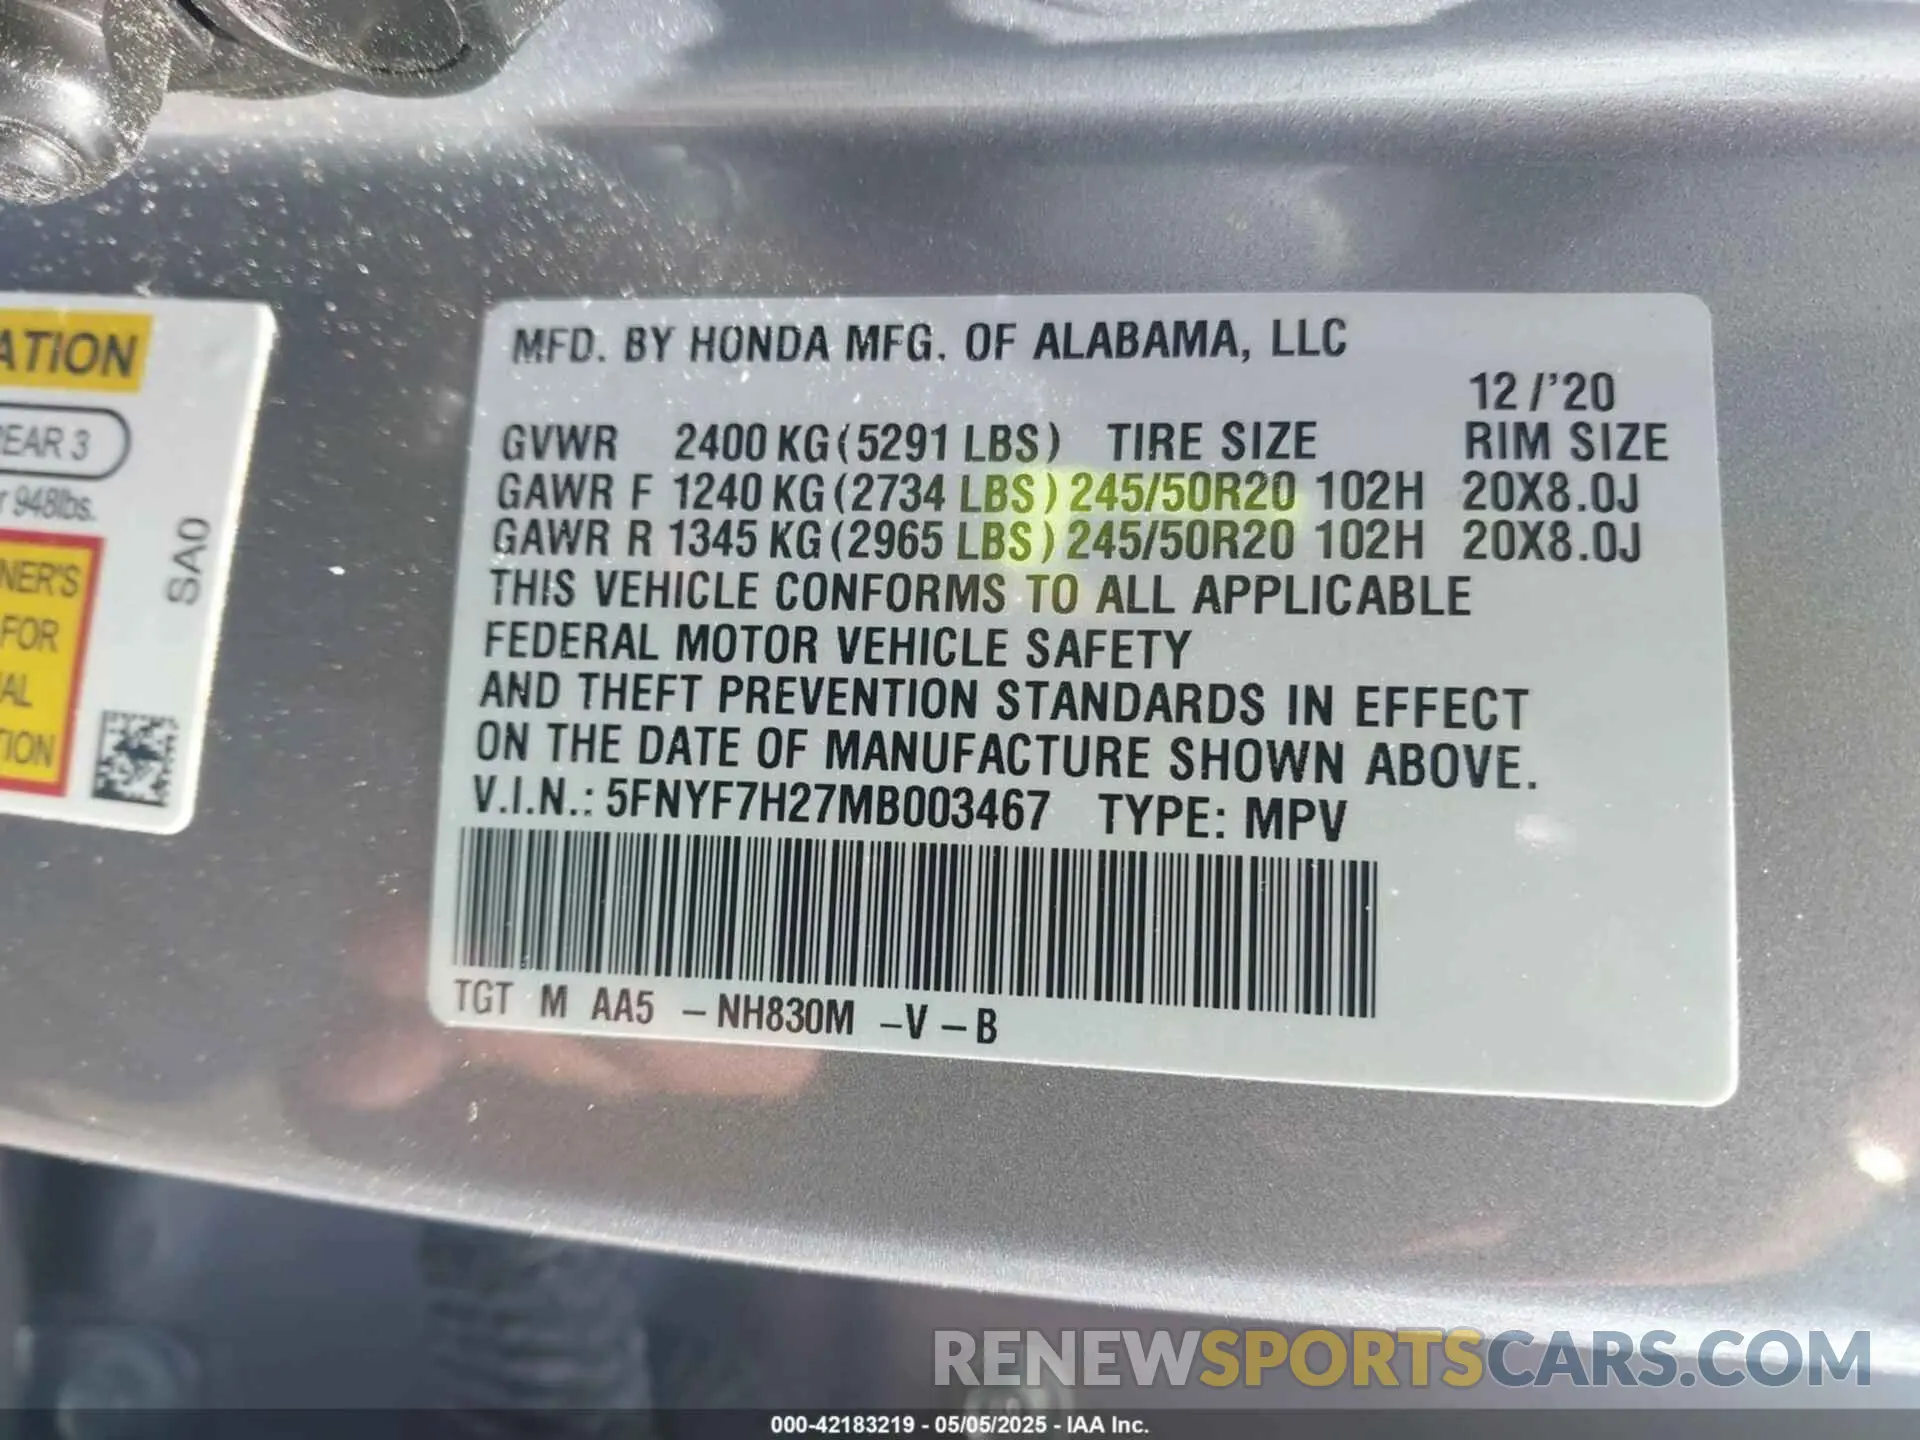 ATION
REAR 3
r 948lbs.
NER'S
FOR
AL
TION
SA0
MFD. BY HONDA MFG. OF ALABAMA, LLC
12 /'20
GVWR 2400 KG (5291 LBS) TIRE SIZE RIM SIZE
GAWR F 1240 KG (2734 LBS) 245/50R20 102H 20X8.0J
GAWR R 1345 KG (2965 LBS) 245/50R20 102H 20X8.0J
THIS VEHICLE CONFORMS TO ALL APPLICABLE
FEDERAL MOTOR VEHICLE SAFETY
AND THEFT PREVENTION STANDARDS IN EFFECT
ON THE DATE OF MANUFACTURE SHOWN ABOVE.
V.I.N.: 5FNYF7H27MB003467 TYPE: MPV
TGT M AA5 – NH830M –V – B
RENEWSPORTSCARS.COM
000-42183219 - 05/05/2025 - IAA Inc.